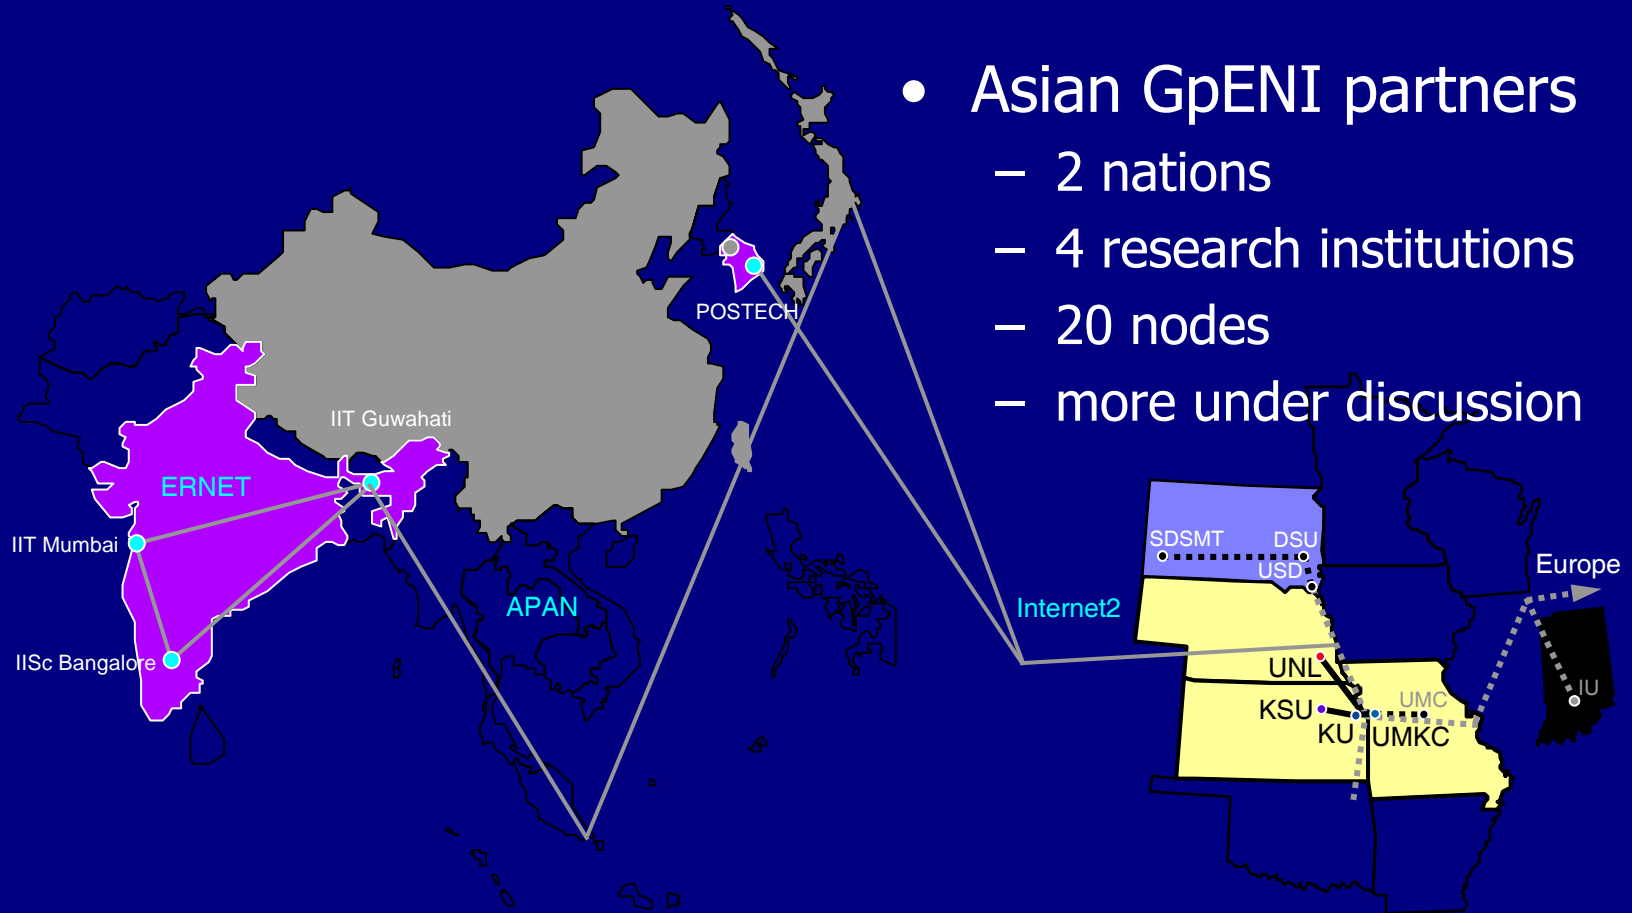 • Asian GpENI partners
– 2 nations
– 4 research institutions
– 20 nodes
– more under discussion
POSTECH
IIT Guwahati
ERNET
IIT Mumbai
APAN
IISc Bangalore
Internet2
SDSMT
DSU
USD
Europe
UNL
KSU
UMC
IU
KU
UMKC